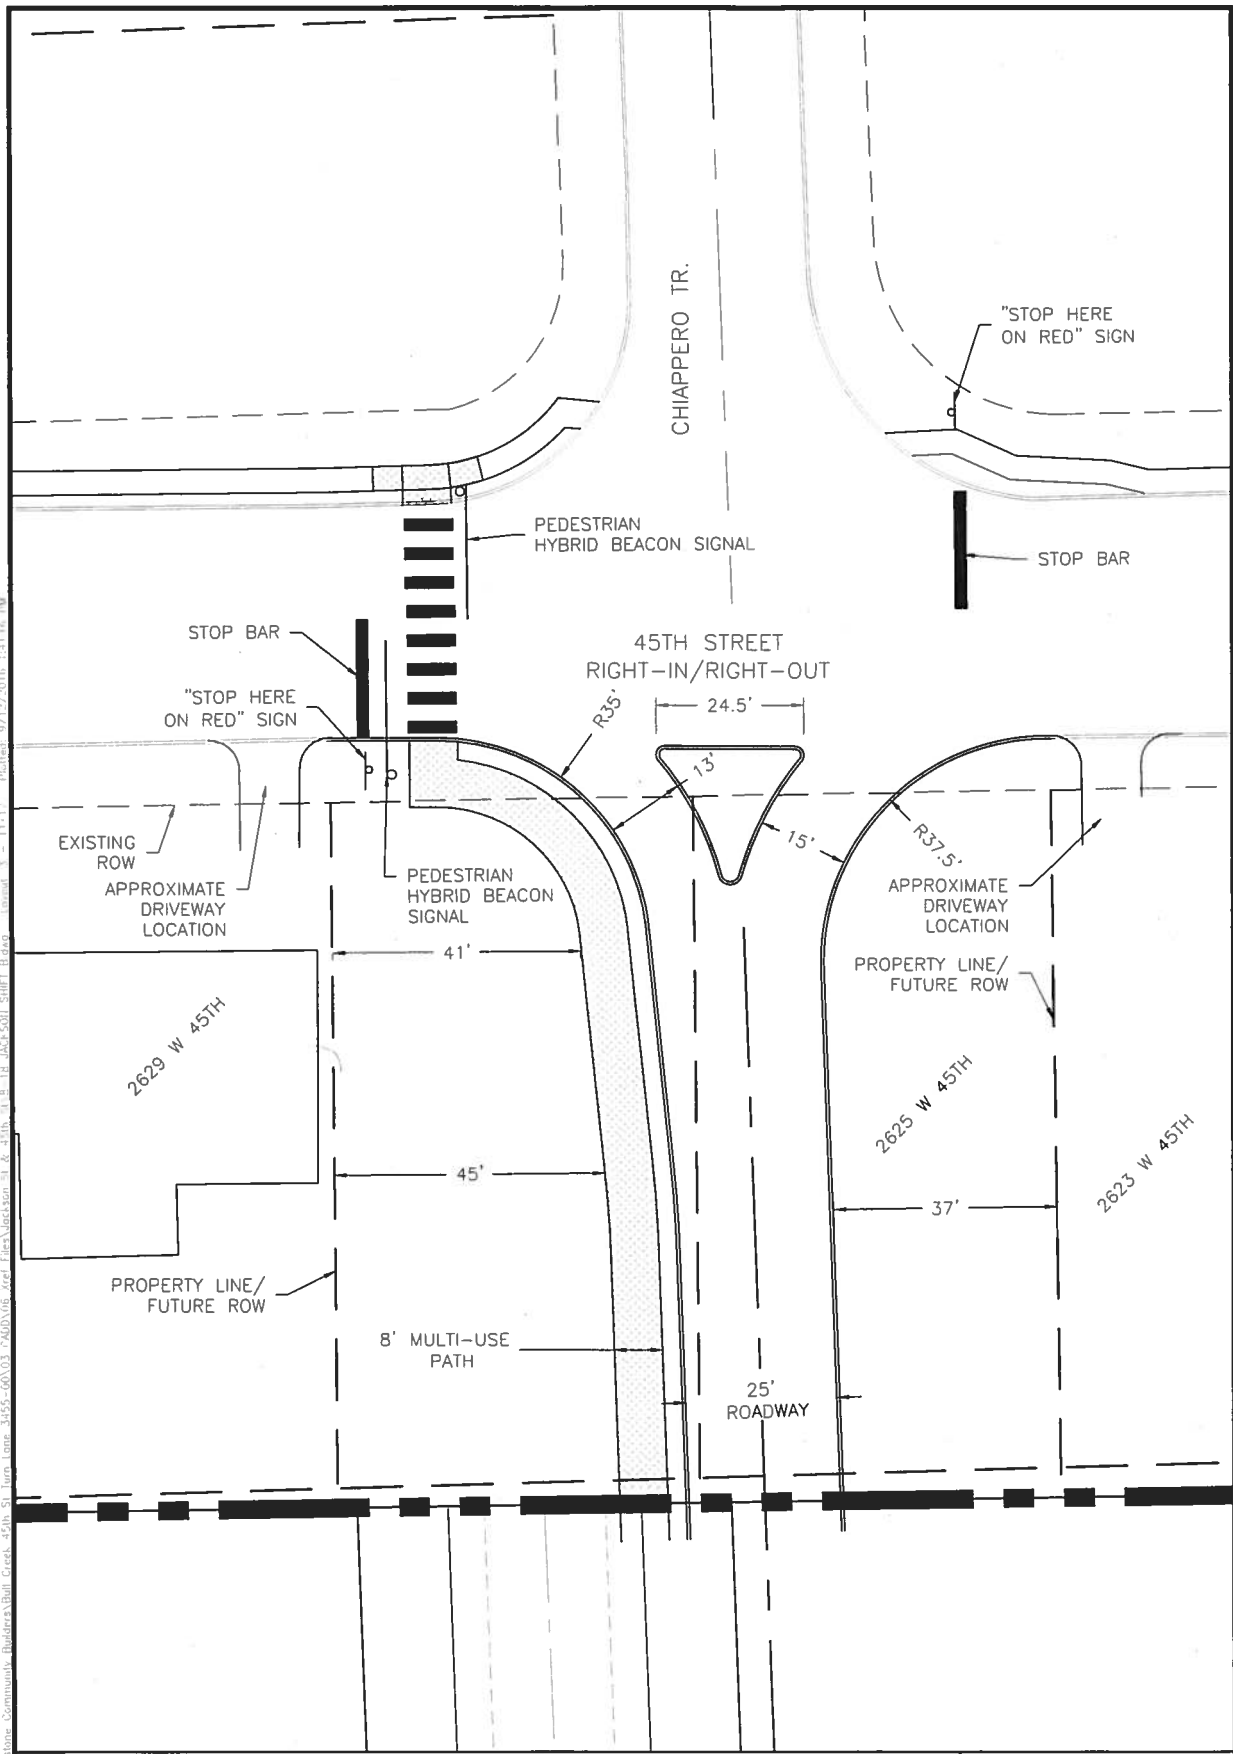 CHIAPPERO TR.
"STOP HERE
ON RED" SIGN
PEDESTRIAN
HYBRID BEACON SIGNAL
STOP BAR
STOP BAR
45TH STREET
RIGHT-IN/RIGHT-OUT
"STOP HERE
ON RED" SIGN
R35'
24.5'
13'
15'
R37.5'
EXISTING
ROW
APPROXIMATE
DRIVEWAY
LOCATION
PEDESTRIAN
HYBRID BEACON
SIGNAL
APPROXIMATE
DRIVEWAY
LOCATION
41'
PROPERTY LINE/
FUTURE ROW
2629 W 45TH
2625 W 45TH
2623 W 45TH
45'
37'
PROPERTY LINE/
FUTURE ROW
8' MULTI-USE
PATH
25'
ROADWAY